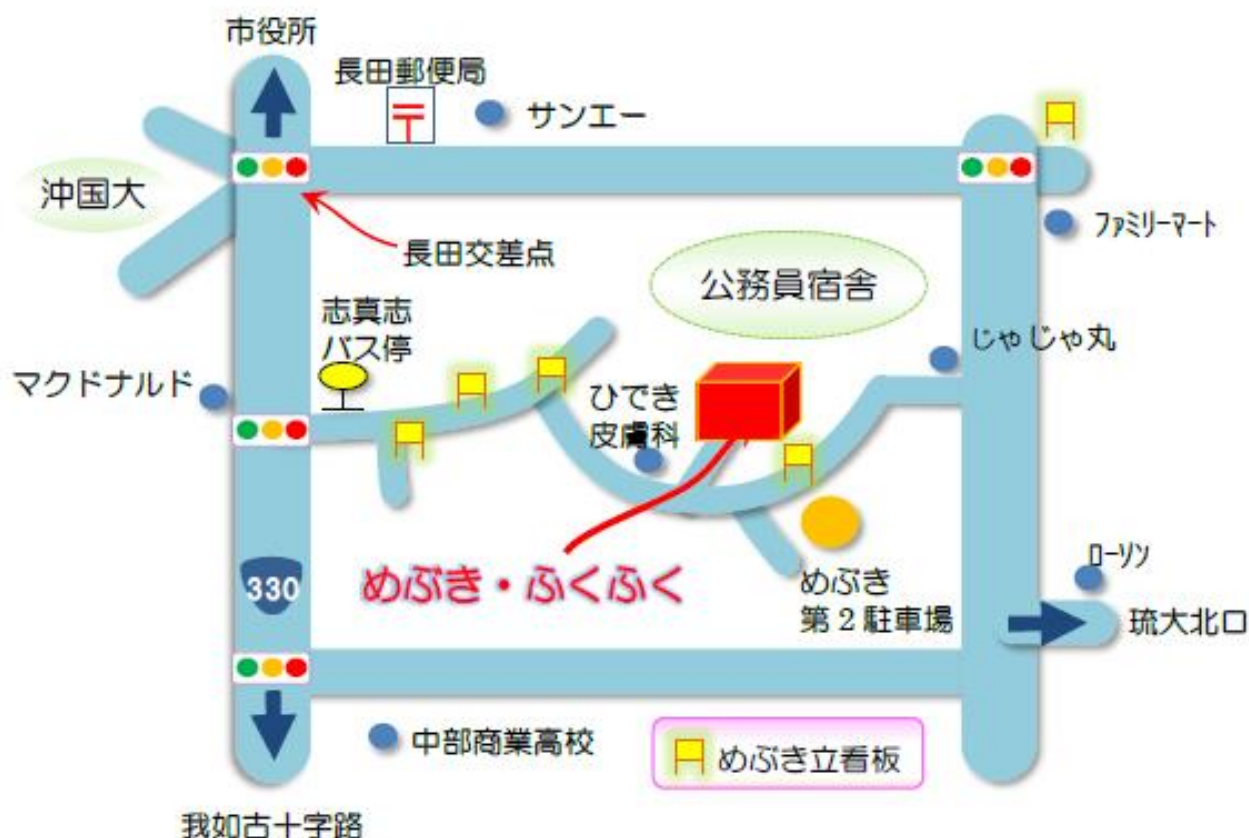 市役所
長田郵便局
サンエー
沖国大
長田交差点
ファミリーマート
公務員宿舎
志真志
バス停
じゃじゃ丸
マクドナルド
ひでき
皮膚科
330
めぶき・ふくふく
めぶき
第2駐車場
ローソン
琉大北口
中部商業高校
めぶき立看板
我如古十字路